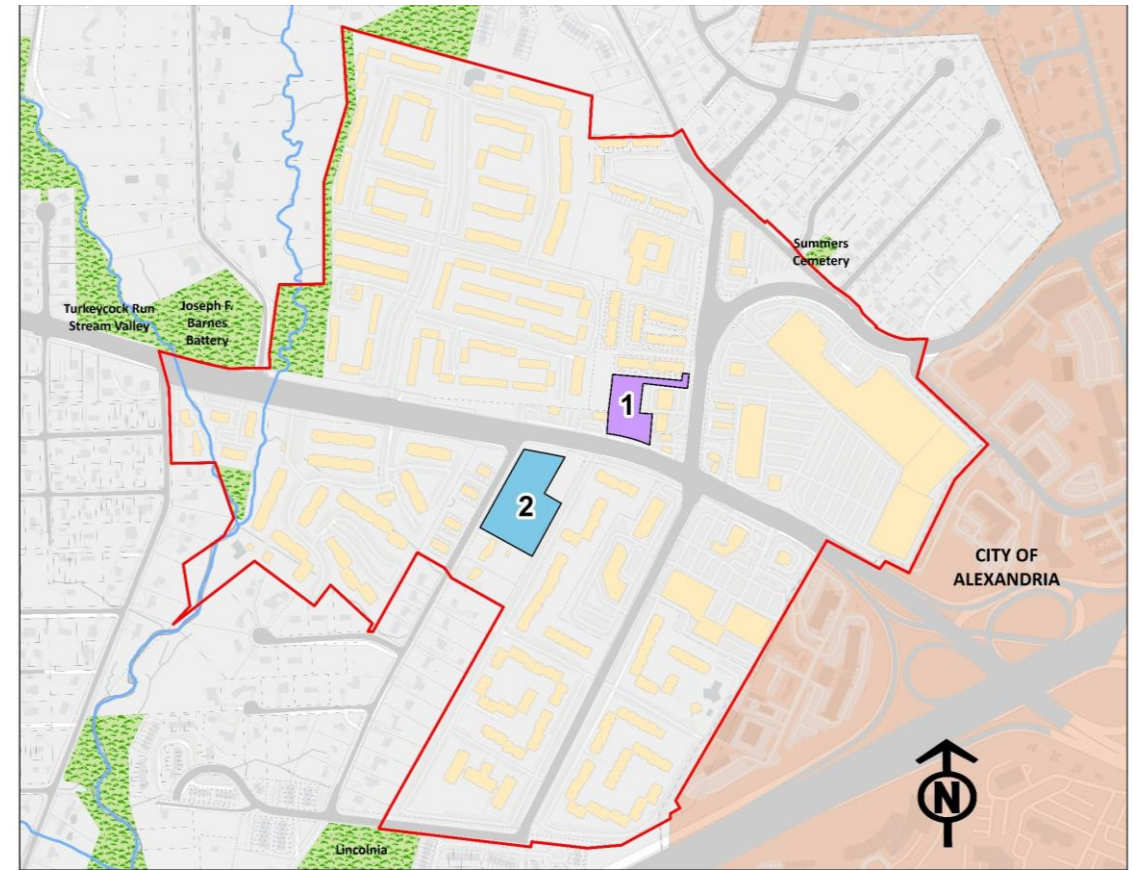 Summers
Cemetery
Turkeycock Run
Stream Valley
Joseph F.
Barnes
Battery
1
2
CITY OF
ALEXANDRIA
N
Lincolnia